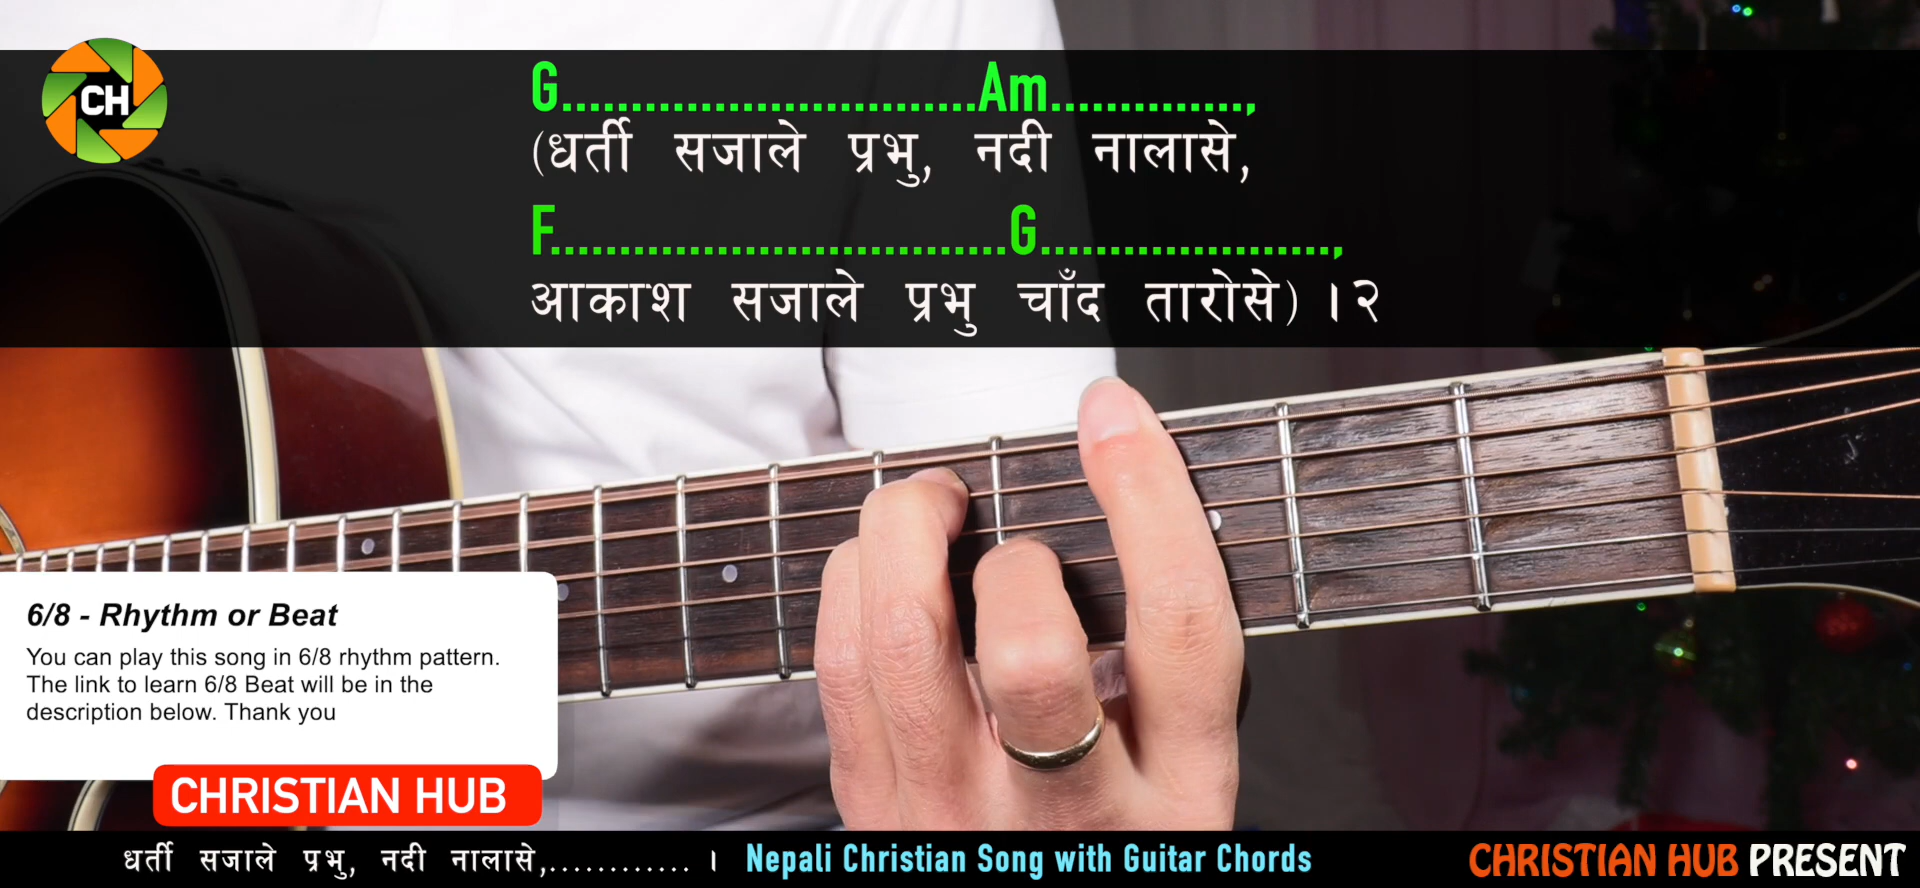 CH
G..............................Am..............,
(धर्ती सजाले प्रभु, नदी नालासे,
F.................................G.....................,
आकाश सजाले प्रभु चाँद तारोसे) ।२
6/8 - Rhythm or Beat
You can play this song in 6/8 rhythm pattern.
The link to learn 6/8 Beat will be in the
description below. Thank you
CHRISTIAN HUB
धर्ती सजाले प्रभु, नदी नालासे,............ । Nepali Christian Song with Guitar Chords
CHRISTIAN HUB PRESENT